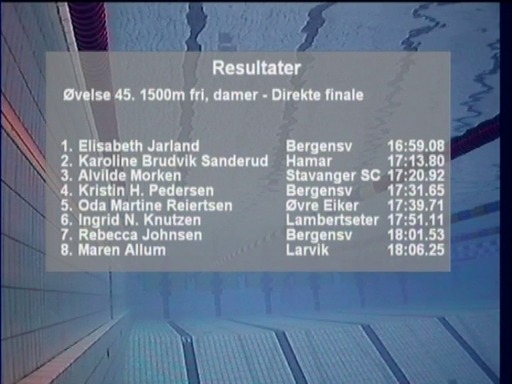 Resultater
Øvelse 45. 1500m fri, damer - Direkte finale
1. Elisabeth Jarland Bergensv 16:59.08
2. Karoline Brudvik Sanderud Hamar 17:13.80
3. Alvilde Morken Stavanger SC 17:20.92
4. Kristin H. Pedersen Bergensv 17:31.65
5. Oda Martine Reiertsen Øvre Eiker 17:39.71
6. Ingrid N. Knutzen Lambertseter 17:51.11
7. Rebecca Johnsen Bergensv 18:01.53
8. Maren Allum Larvik 18:06.25